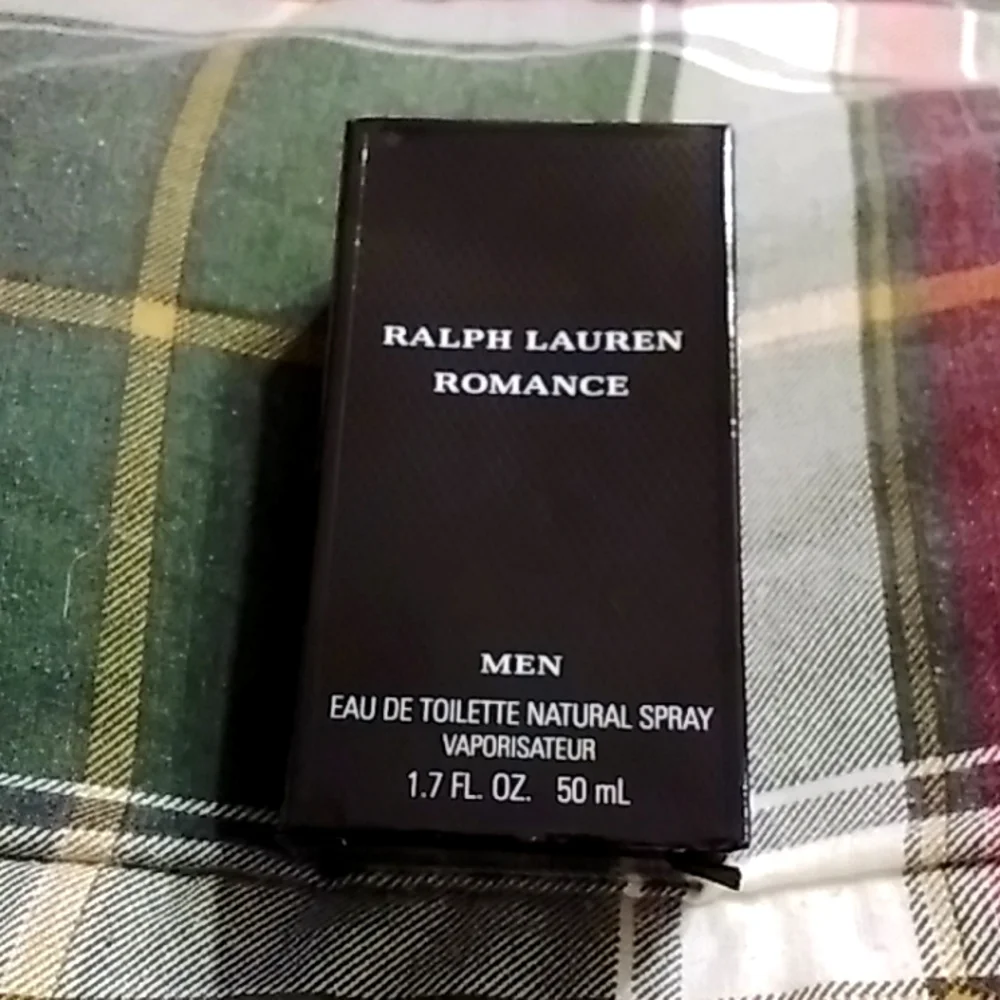 RALPH LAUREN
ROMANCE
MEN
EAU DE TOILETTE NATURAL SPRAY
VAPORISATEUR
1.7 FL. OZ. 50 mL